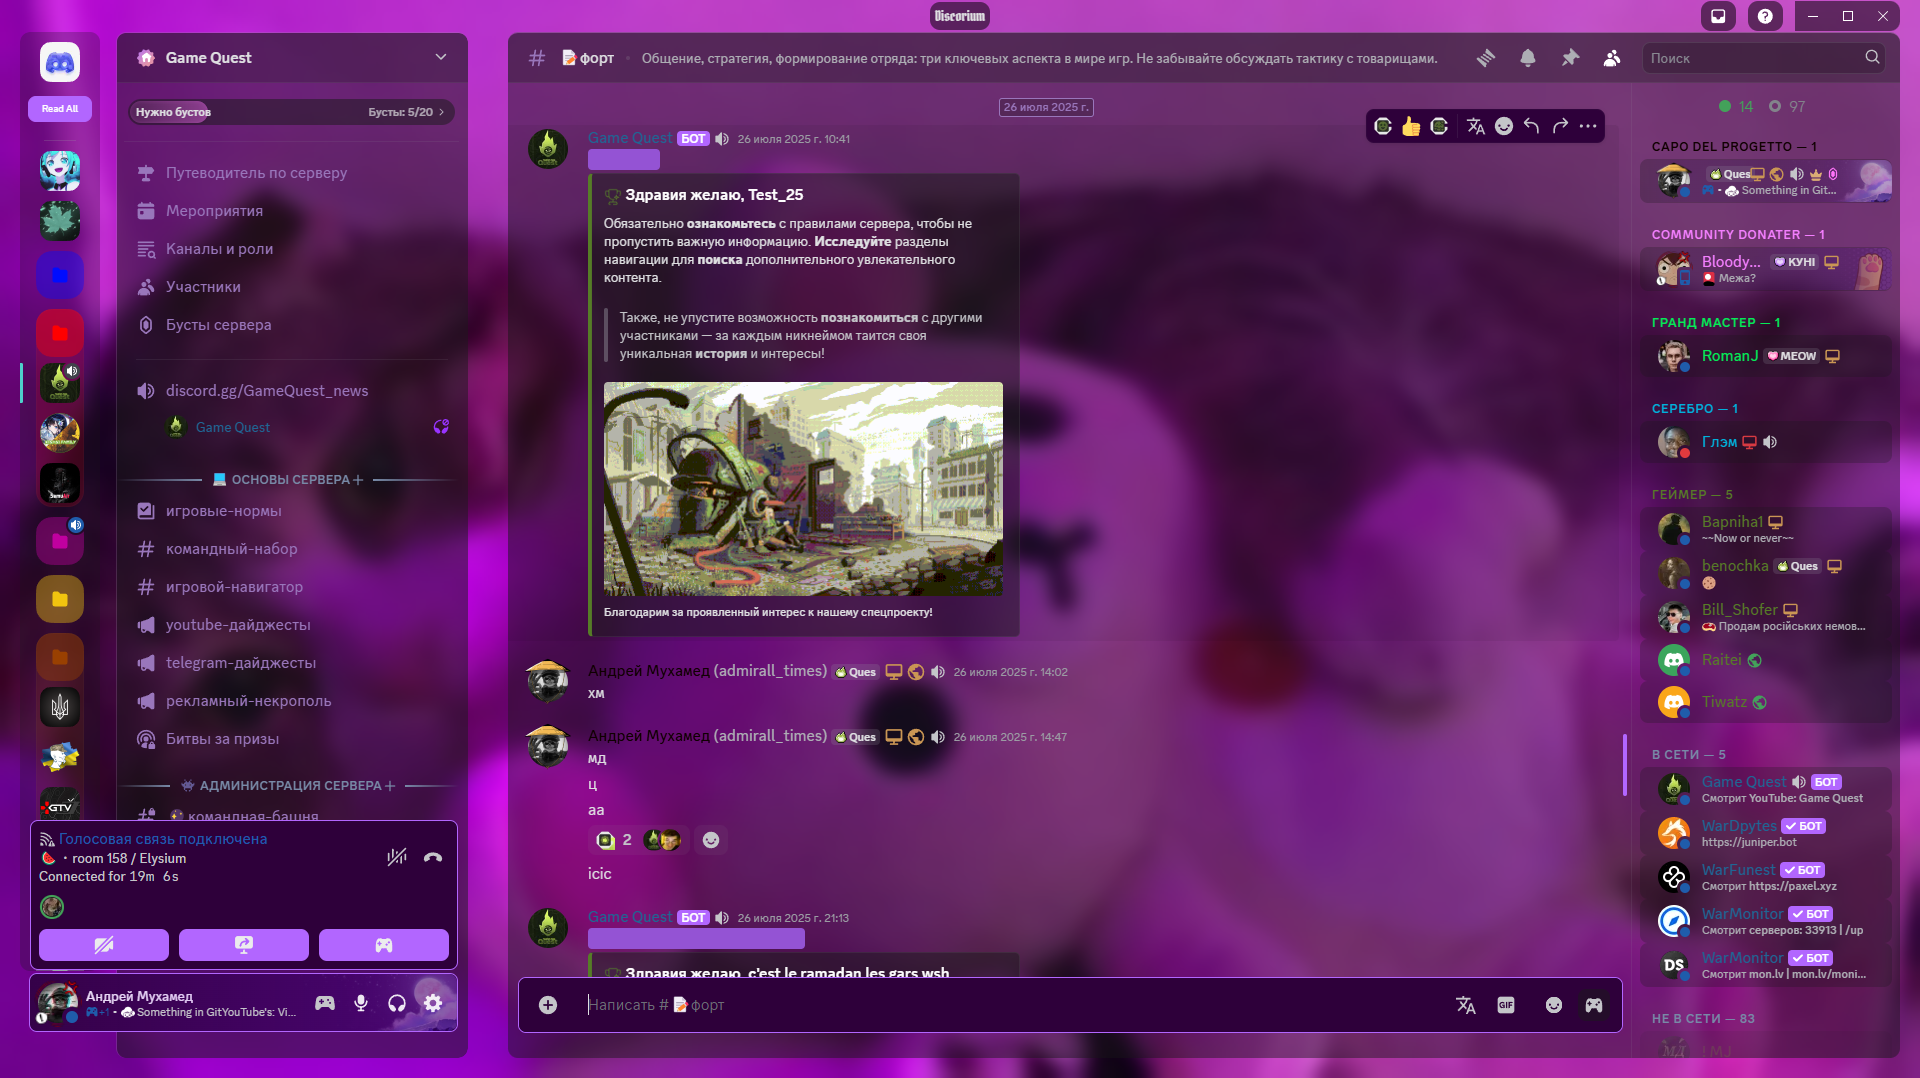 Discorium
Read All
Game Quest
Нужно бустов
Бусты: 5/20
Путеводитель по серверу
Мероприятия
Каналы и роли
Участники
Бусты сервера
discord.gg/GameQuest_news
Game Quest
ОСНОВЫ СЕРВЕРА
игровые-нормы
командный-набор
игровой-навигатор
youtube-дайджесты
telegram-дайджесты
рекламный-некрополь
Битвы за призы
АДМИНИСТРАЦИЯ СЕРВЕРА
командная-башня
Голосовая связь подключена
• room 158 / Elysium
Connected for 19m 6s
Андрей Мухамед
+1 • Something in GitYouTube's: Vi...
форт
Общение, стратегия, формирование отряда: три ключевых аспекта в мире игр. Не забывайте обсуждать тактику с товарищами.
Поиск
26 июля 2025 г.
Game Quest БОТ 26 июля 2025 г. 10:41
Здравия желаю, Test_25
Обязательно ознакомьтесь с правилами сервера, чтобы не
пропустить важную информацию. Исследуйте разделы
навигации для поиска дополнительного увлекательного
контента.
Также, не упустите возможность познакомиться с другими
участниками — за каждым никнеймом таится своя
уникальная история и интересы!
Благодарим за проявленный интерес к нашему спецпроекту!
Андрей Мухамед (admirall_times) Ques 26 июля 2025 г. 14:02
хм
Андрей Мухамед (admirall_times) Ques 26 июля 2025 г. 14:47
мд
ц
аа
2
icic
Game Quest БОТ 26 июля 2025 г. 21:13
Здравия желаю, c'est le ramadan les gars wsh
Написать # форт
GIF
14
97
CAPO DEL PROGETTO — 1
Ques
• Something in Git...
COMMUNITY DONATER — 1
Bloody... КУНІ
Межа?
ГРАНД МАСТЕР — 1
RomanJ MEOW
СЕРЕБРО — 1
Глэм
ГЕЙМЕР — 5
Bapniha1
~~Now or never~~
benochka Ques
Bill_Shofer
Продам російських немов...
Raitei
Tiwatz
В СЕТИ — 5
Game Quest БОТ
Смотрит YouTube: Game Quest
WarDpytes БОТ
https://juniper.bot
WarFunest БОТ
Смотрит https://paxel.xyz
WarMonitor БОТ
Смотрит серверов: 33913 | /up
DS
WarMonitor БОТ
Смотрит mon.lv | mon.lv/moni...
НЕ В СЕТИ — 83